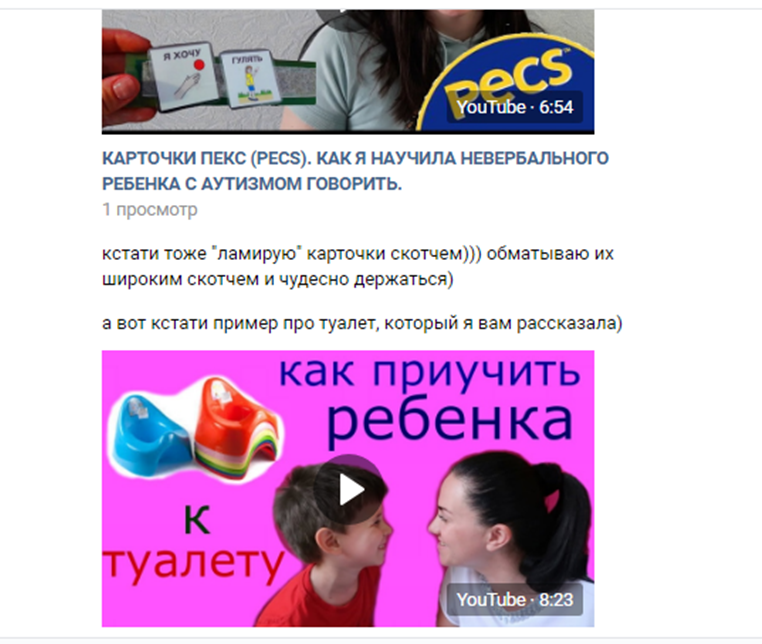 Я ХОЧУ
ГУЛЯТЬ
PECS™
YouTube · 6:54
КАРТОЧКИ ПЕКС (PECS). КАК Я НАУЧИЛА НЕВЕРБАЛЬНОГО
РЕБЕНКА С АУТИЗМОМ ГОВОРИТЬ.
1 просмотр
кстати тоже "ламирую" карточки скотчем))) обматываю их
широким скотчем и чудесно держаться)
а вот кстати пример про туалет, который я вам рассказала)
как приучить
ребенка
к
туалету
YouTube · 8:23